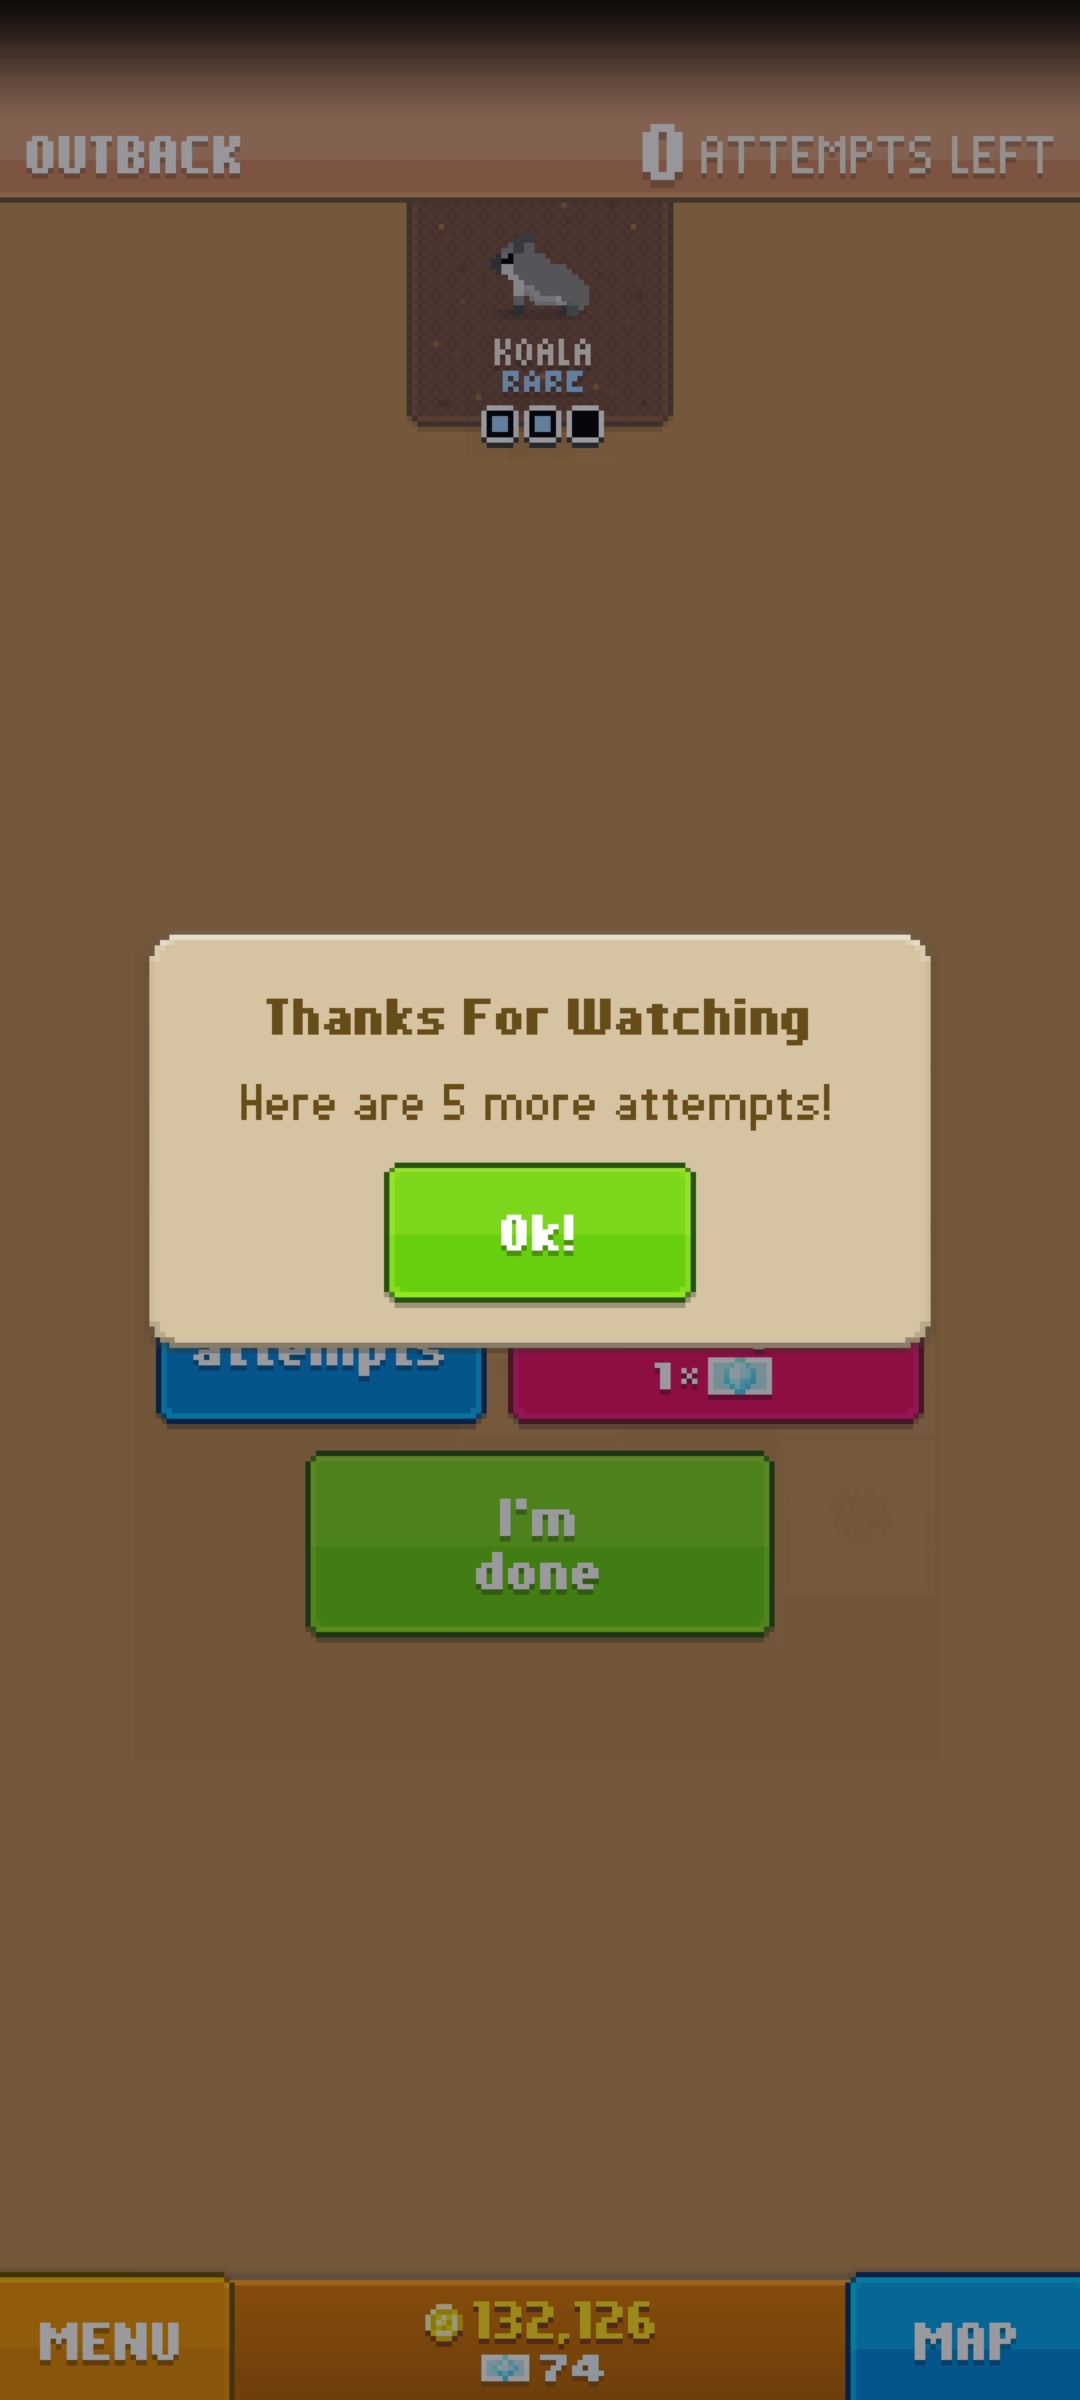 OUTBACK
0 ATTEMPTS LEFT
KOALA
RARE
Thanks For Watching
Here are 5 more attempts!
Ok!
attempts
1×
I'm
done
MENU
132,126
74
MAP